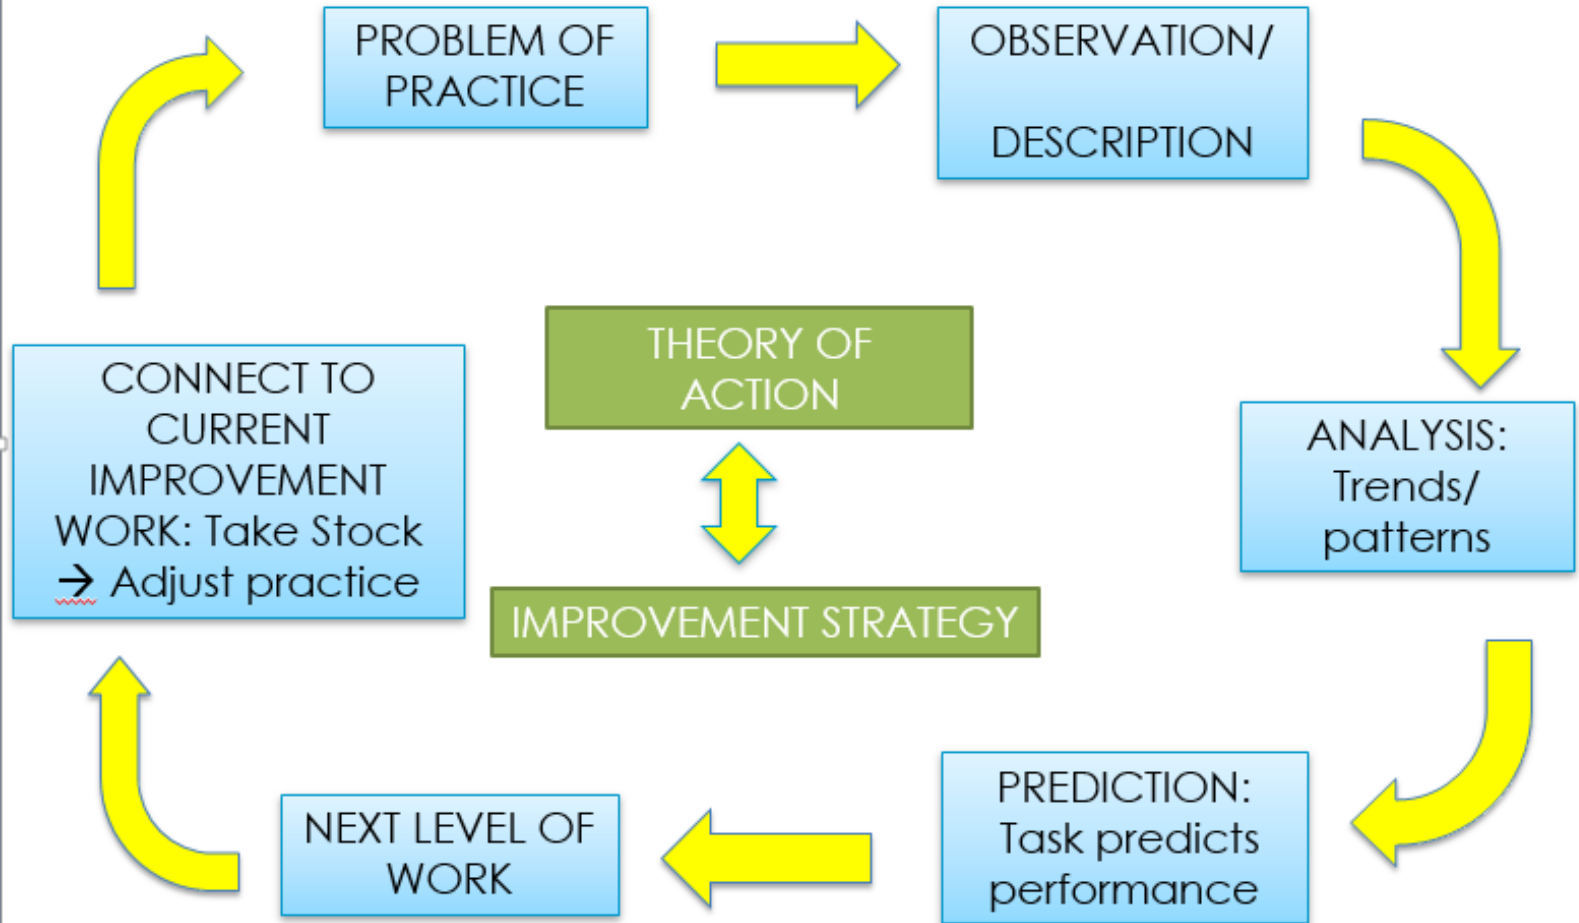 PROBLEM OF
PRACTICE
OBSERVATION/
DESCRIPTION
ANALYSIS:
Trends/
patterns
PREDICTION:
Task predicts
performance
NEXT LEVEL OF
WORK
CONNECT TO
CURRENT
IMPROVEMENT
WORK: Take Stock
→ Adjust practice
THEORY OF
ACTION
IMPROVEMENT STRATEGY